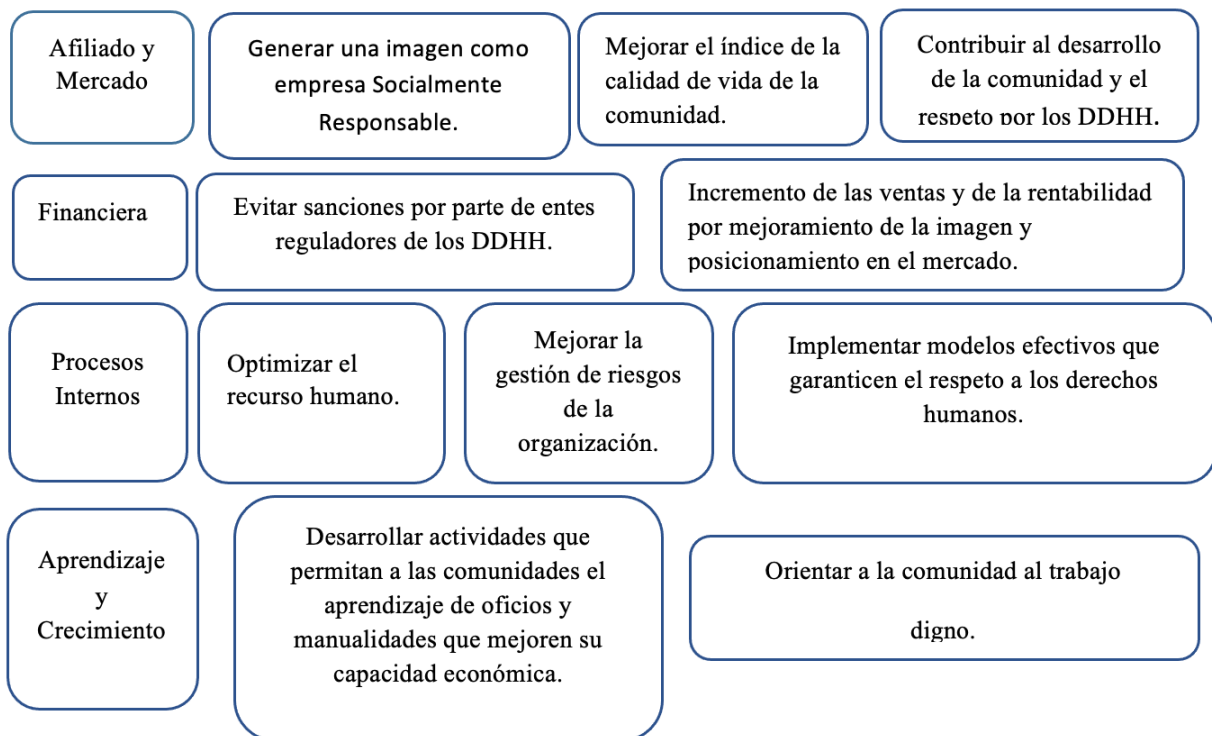 Afiliado y
Mercado
Generar una imagen como
empresa Socialmente
Responsable.
Mejorar el índice de la
calidad de vida de la
comunidad.
Contribuir al desarrollo
de la comunidad y el
respeto por los DDHH.
Financiera
Evitar sanciones por parte de entes
reguladores de los DDHH.
Incremento de las ventas y de la rentabilidad
por mejoramiento de la imagen y
posicionamiento en el mercado.
Procesos
Internos
Optimizar el
recurso humano.
Mejorar la
gestión de riesgos
de la
organización.
Implementar modelos efectivos que
garanticen el respeto a los derechos
humanos.
Aprendizaje
y
Crecimiento
Desarrollar actividades que
permitan a las comunidades el
aprendizaje de oficios y
manualidades que mejoren su
capacidad económica.
Orientar a la comunidad al trabajo
digno.